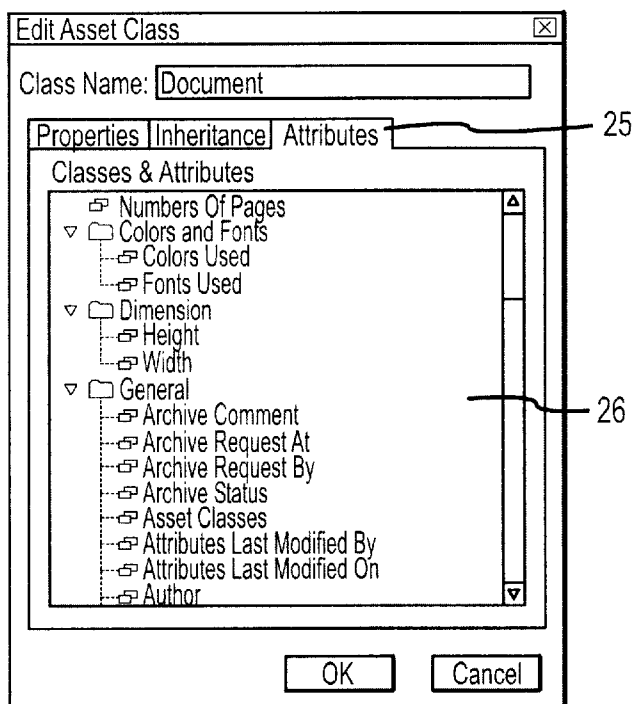 Edit Asset Class
Class Name: Document
Properties Inheritance Attributes
25
Classes & Attributes
Numbers Of Pages
Colors and Fonts
Colors Used
Fonts Used
Dimension
Height
Width
General
26
Archive Comment
Archive Request At
Archive Request By
Archive Status
Asset Classes
Attributes Last Modified By
Attributes Last Modified On
Author
OK Cancel